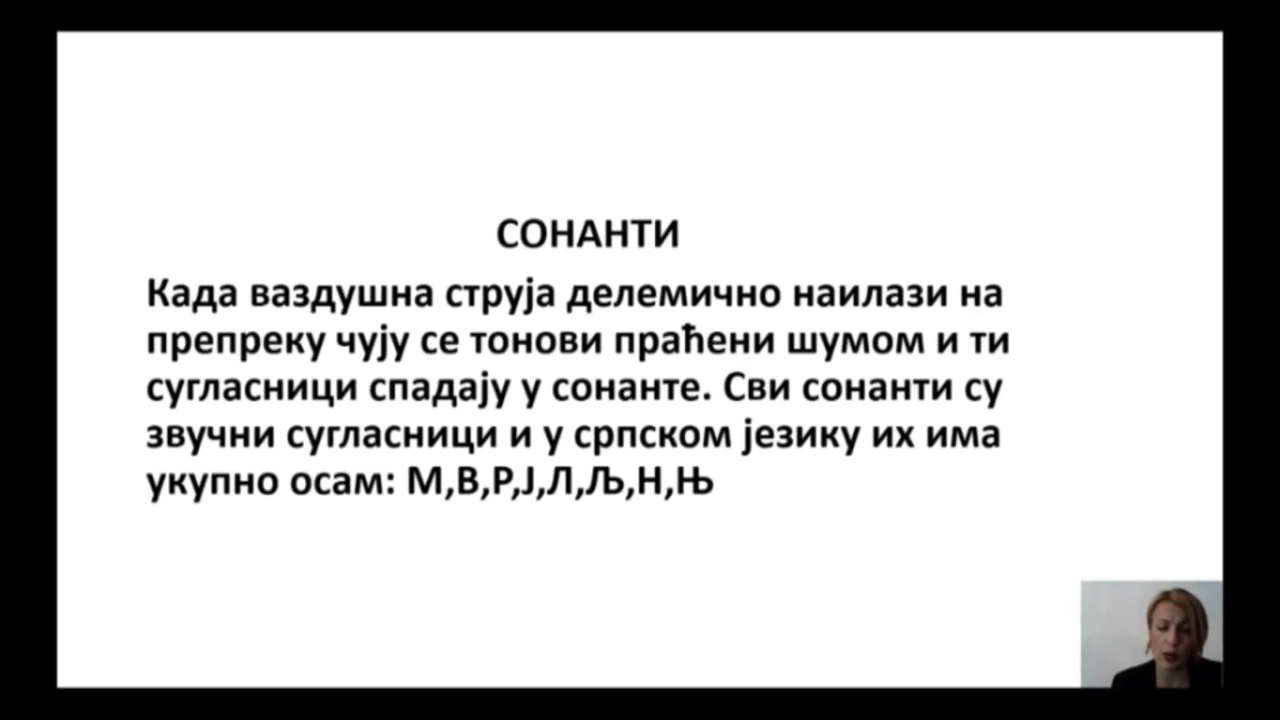 СОНАНТИ
Када ваздушна струја делемично наилази на
препреку чују се тонови праћени шумом и ти
сугласници спадају у сонанте. Сви сонанти су
звучни сугласници и у српском језику их има
укупно осам: М,В,Р,Ј,Л,Љ,Н,Њ